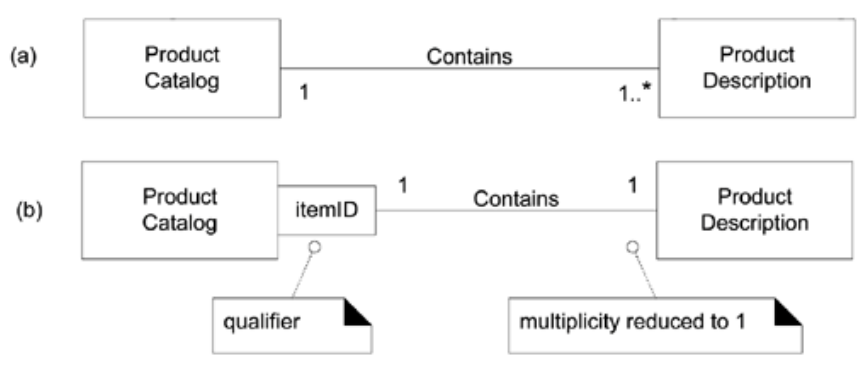 (a)
Product
Catalog
Contains
1
1..*
Product
Description
(b)
Product
Catalog
itemID
1
Contains
1
Product
Description
qualifier
multiplicity reduced to 1